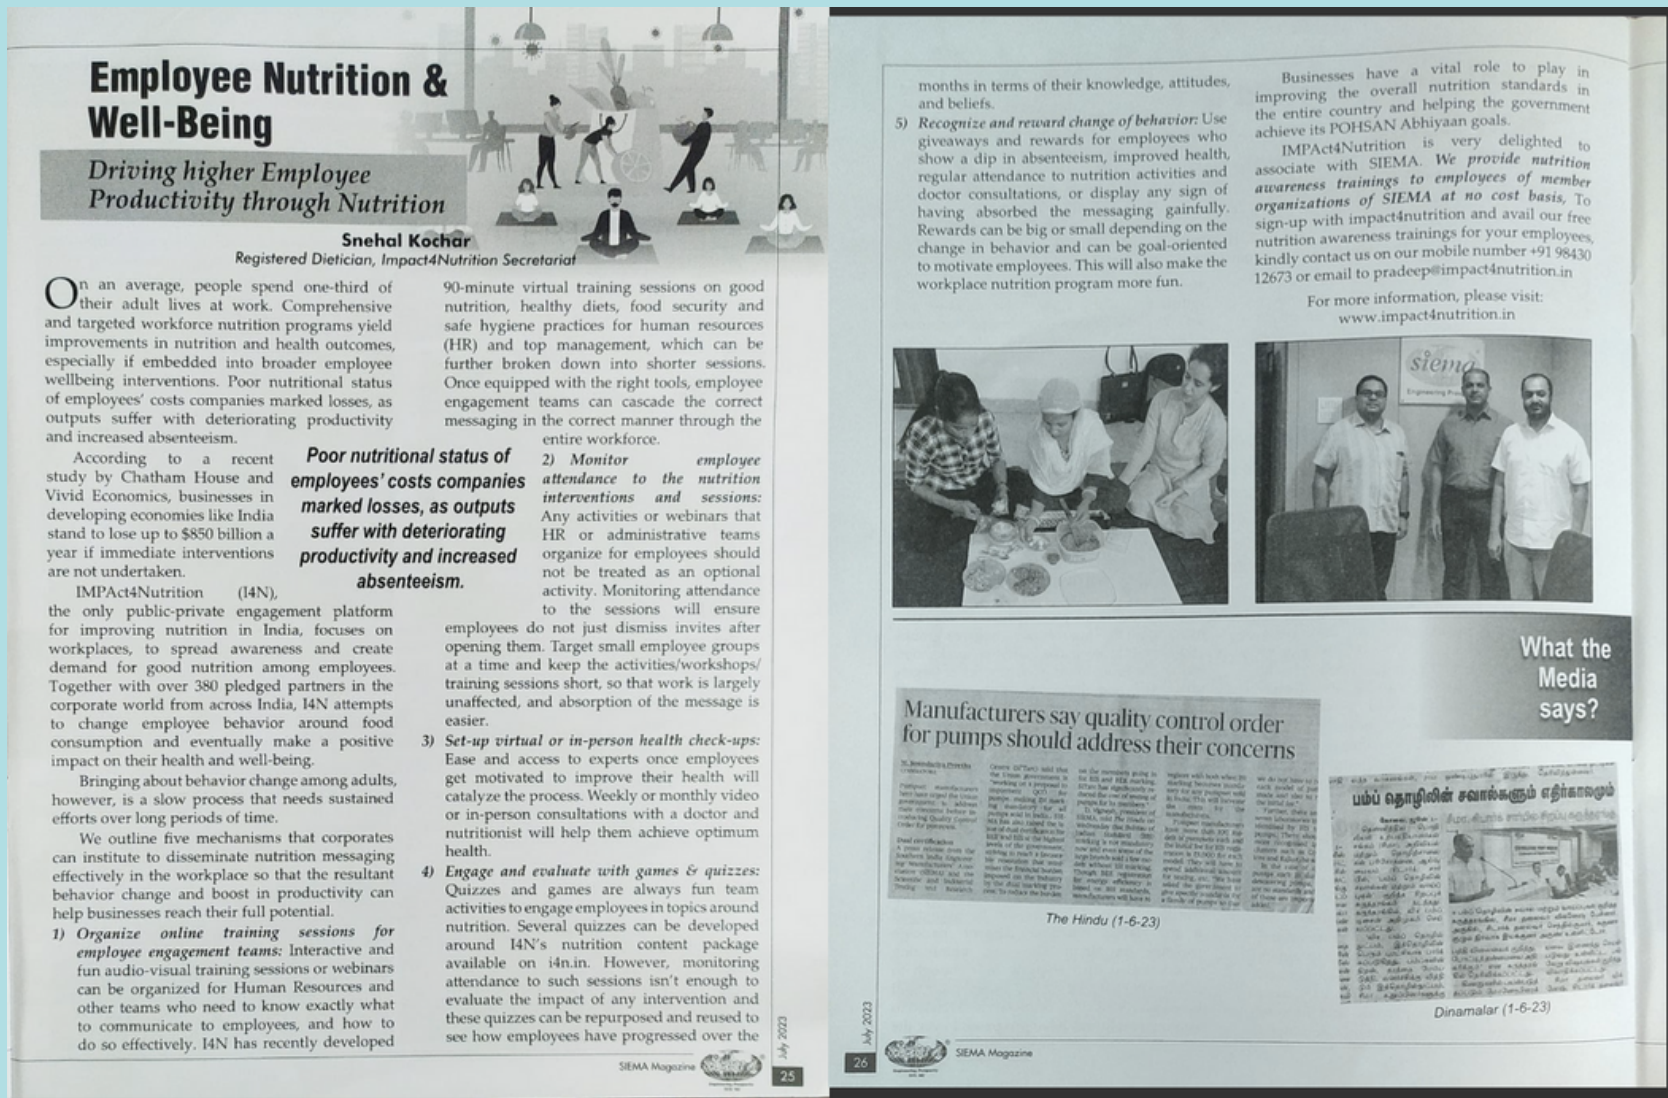 Employee Nutrition &
Well-Being
Driving higher Employee
Productivity through Nutrition
Snehal Kochar
Registered Dietician, Impact4Nutrition Secretariat
On an average, people spend one-third of
their adult lives at work. Comprehensive
and targeted workforce nutrition programs yield
improvements in nutrition and health outcomes,
especially if embedded into broader employee
wellbeing interventions. Poor nutritional status
of employees' costs companies marked losses, as
outputs suffer with deteriorating productivity
and increased absenteeism.
According to a recent
study by Chatham House and
Vivid Economics, businesses in
developing economies like India
stand to lose up to $850 billion a
year if immediate interventions
are not undertaken.
IMPAct4Nutrition (I4N),
the only public-private engagement platform
for improving nutrition in India, focuses on
workplaces, to spread awareness and create
demand for good nutrition among employees.
Together with over 380 pledged partners in the
corporate world from across India, I4N attempts
to change employee behavior around food
consumption and eventually make a positive
impact on their health and well-being.
Bringing about behavior change among adults,
however, is a slow process that needs sustained
efforts over long periods of time.
We outline five mechanisms that corporates
can institute to disseminate nutrition messaging
effectively in the workplace so that the resultant
behavior change and boost in productivity can
help businesses reach their full potential.
1) Organize online training sessions for
employee engagement teams: Interactive and
fun audio-visual training sessions or webinars
can be organized for Human Resources and
other teams who need to know exactly what
to communicate to employees, and how to
do so effectively. I4N has recently developed
Poor nutritional status of
employees' costs companies
marked losses, as outputs
suffer with deteriorating
productivity and increased
absenteeism.
90-minute virtual training sessions on good
nutrition, healthy diets, food security and
safe hygiene practices for human resources
(HR) and top management, which can be
further broken down into shorter sessions.
Once equipped with the right tools, employee
engagement teams can cascade the correct
messaging in the correct manner through the
entire workforce.
2) Monitor employee
attendance to the nutrition
interventions and sessions:
Any activities or webinars that
HR or administrative teams
organize for employees should
not be treated as an optional
activity. Monitoring attendance
to the sessions will ensure
employees do not just dismiss invites after
opening them. Target small employee groups
at a time and keep the activities/workshops/
training sessions short, so that work is largely
unaffected, and absorption of the message is
easier.
3) Set-up virtual or in-person health check-ups:
Ease and access to experts once employees
get motivated to improve their health will
catalyze the process. Weekly or monthly video
or in-person consultations with a doctor and
nutritionist will help them achieve optimum
health.
4) Engage and evaluate with games & quizzes:
Quizzes and games are always fun team
activities to engage employees in topics around
nutrition. Several quizzes can be developed
around I4N's nutrition content package
available on i4n.in. However, monitoring
attendance to such sessions isn't enough to
evaluate the impact of any intervention and
these quizzes can be repurposed and reused to
see how employees have progressed over the
SIEMA Magazine
July 2023
25
months in terms of their knowledge, attitudes,
and beliefs.
5) Recognize and reward change of behavior: Use
giveaways and rewards for employees who
show a dip in absenteeism, improved health,
regular attendance to nutrition activities and
doctor consultations, or display any sign of
having absorbed the messaging gainfully.
Rewards can be big or small depending on the
change in behavior and can be goal-oriented
to motivate employees. This will also make the
workplace nutrition program more fun.
Businesses have a vital role to play in
improving the overall nutrition standards in
the entire country and helping the government
achieve its POHSAN Abhiyaan goals.
IMPAct4Nutrition is very delighted to
associate with SIEMA. We provide nutrition
awareness trainings to employees of member
organizations of SIEMA at no cost basis, To
sign-up with impact4nutrition and avail our free
nutrition awareness trainings for your employees,
kindly contact us on our mobile number +91 98430
12673 or email to pradeep@impact4nutrition.in
For more information, please visit:
www.impact4nutrition.in
siema
What the
Media
says?
Manufacturers say quality control order
for pumps should address their concerns
The Hindu (1-6-23)
பம்ப் தொழிலின் சவால்களும் எதிர்காலமும்
Dinamalar (1-6-23)
July 2023
26
SIEMA Magazine